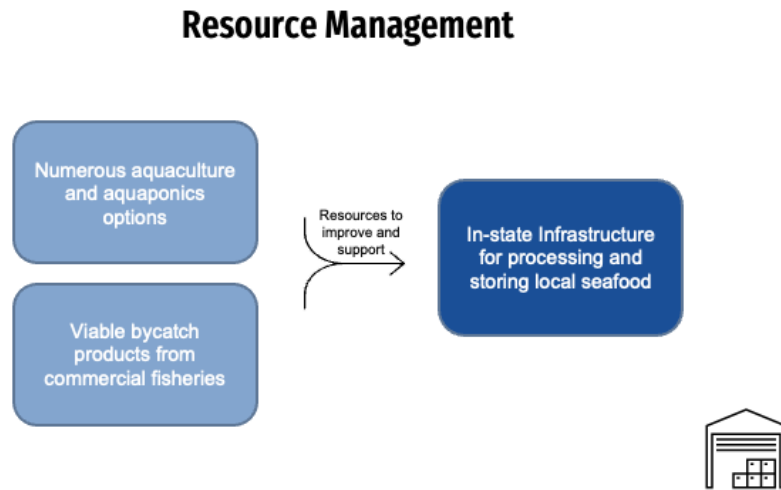 Resource Management
Numerous aquaculture
and aquaponics
options
Resources to
improve and
support
In-state Infrastructure
for processing and
storing local seafood
Viable bycatch
products from
commercial fisheries